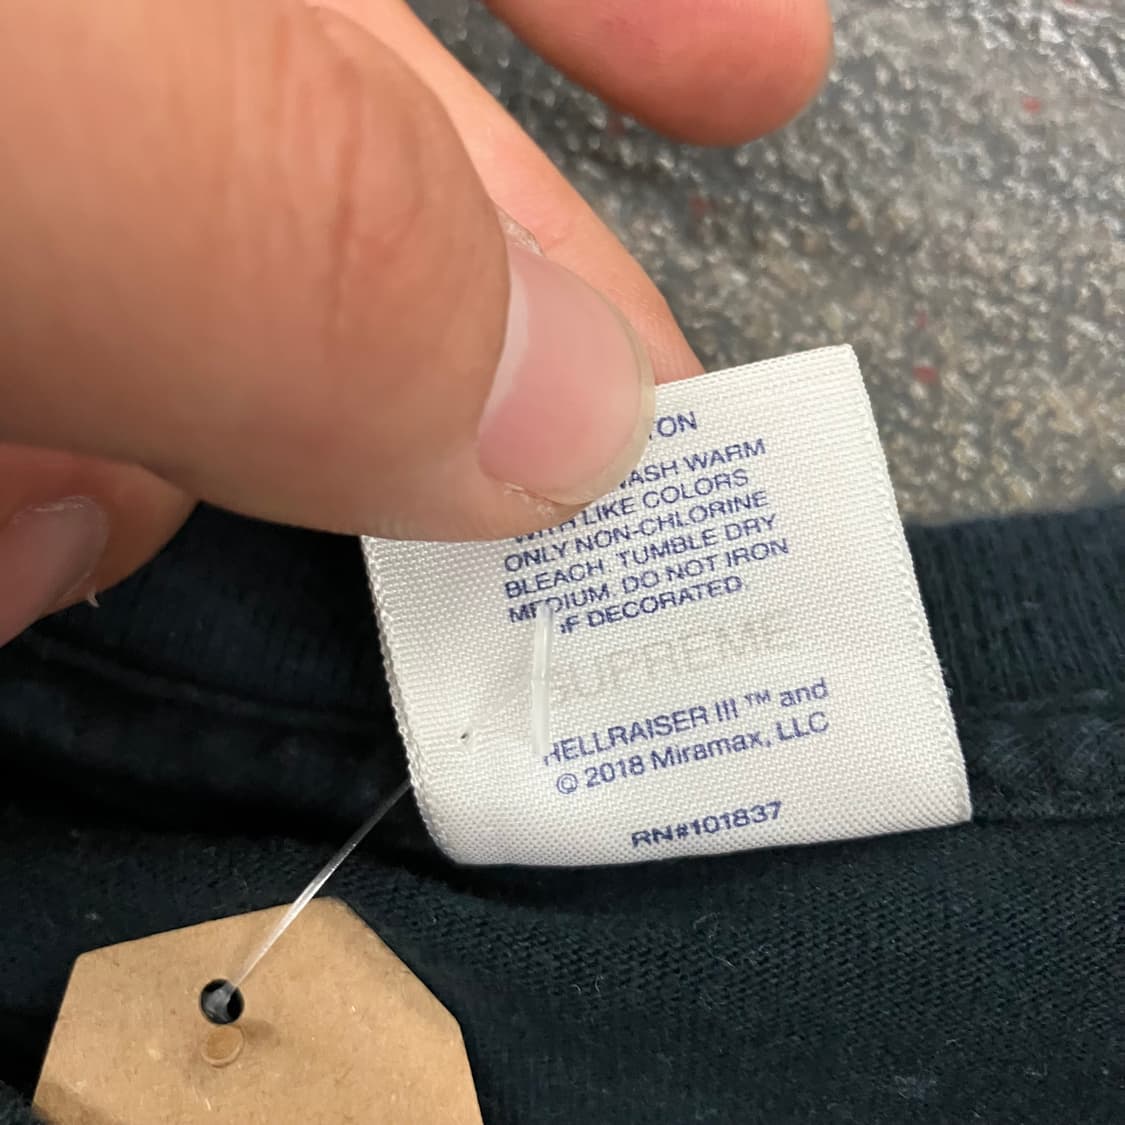 WASH WARM
WITH LIKE COLORS
ONLY NON-CHLORINE
BLEACH TUMBLE DRY
MEDIUM. DO NOT IRON
IF DECORATED.
SUPREME
HELLRAISER III ™ and
© 2018 Miramax, LLC
RN#101837